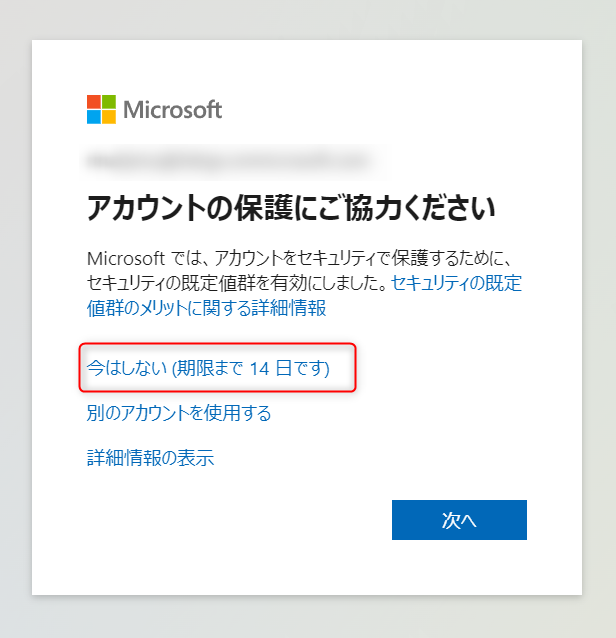 Microsoft
アカウントの保護にご協力ください
Microsoft では、アカウントをセキュリティで保護するために、
セキュリティの既定値群を有効にしました。セキュリティの既定
値群のメリットに関する詳細情報
今はしない (期限まで 14 日です)
別のアカウントを使用する
詳細情報の表示
次へ